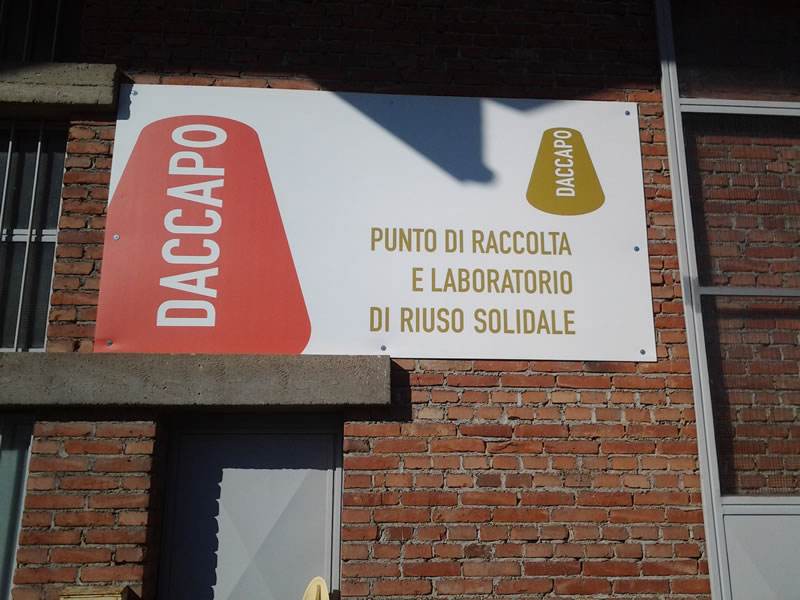 DACCAPO
DACCAPO
PUNTO DI RACCOLTA
E LABORATORIO
DI RIUSO SOLIDALE